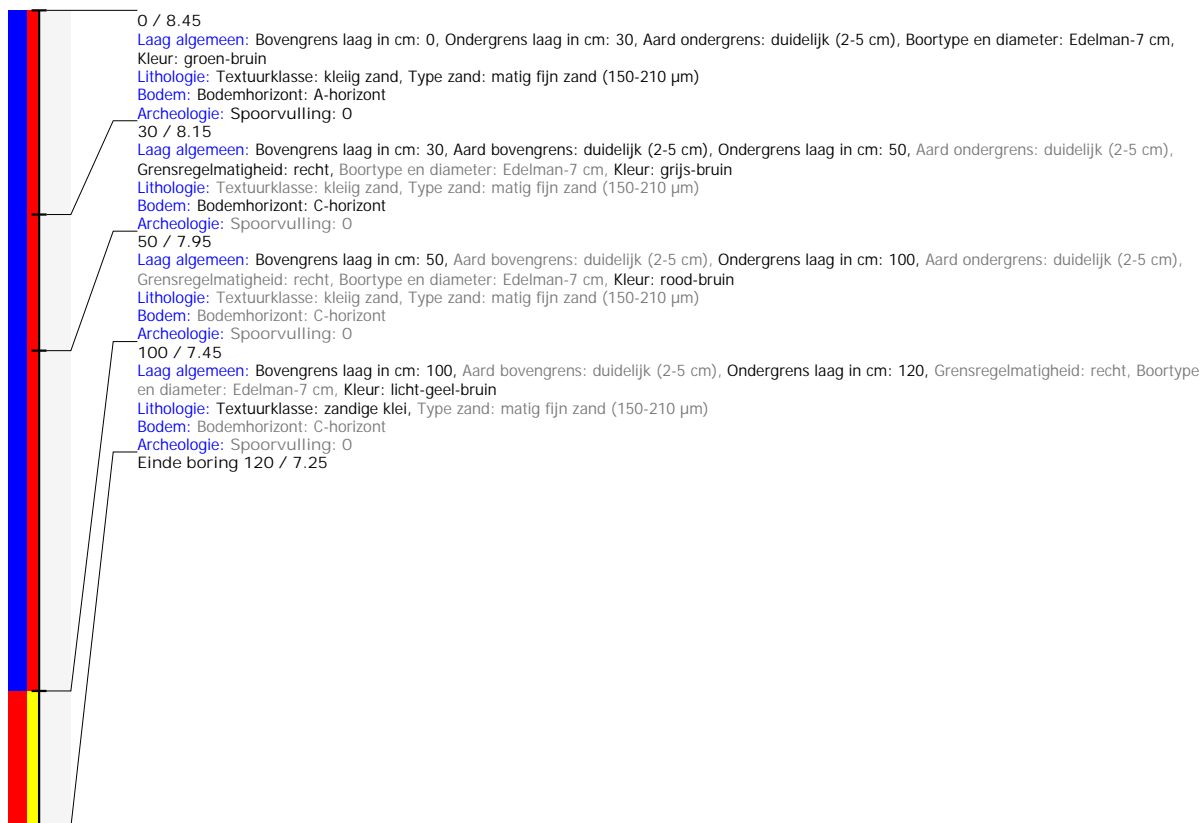 0 / 8.45
Laag algemeen: Bovengrens laag in cm: 0, Ondergrens laag in cm: 30, Aard ondergrens: duidelijk (2-5 cm), Boortype en diameter: Edelman-7 cm,
Kleur: groen-bruin
Lithologie: Textuurklasse: kleiig zand, Type zand: matig fijn zand (150-210 µm)
Bodem: Bodemhorizont: A-horizont
Archeologie: Spoorvulling: 0
30 / 8.15
Laag algemeen: Bovengrens laag in cm: 30, Aard bovengrens: duidelijk (2-5 cm), Ondergrens laag in cm: 50, Aard ondergrens: duidelijk (2-5 cm),
Grensregelmatigheid: recht, Boortype en diameter: Edelman-7 cm, Kleur: grijs-bruin
Lithologie: Textuurklasse: kleiig zand, Type zand: matig fijn zand (150-210 µm)
Bodem: Bodemhorizont: C-horizont
Archeologie: Spoorvulling: 0
50 / 7.95
Laag algemeen: Bovengrens laag in cm: 50, Aard bovengrens: duidelijk (2-5 cm), Ondergrens laag in cm: 100, Aard ondergrens: duidelijk (2-5 cm),
Grensregelmatigheid: recht, Boortype en diameter: Edelman-7 cm, Kleur: rood-bruin
Lithologie: Textuurklasse: kleiig zand, Type zand: matig fijn zand (150-210 µm)
Bodem: Bodemhorizont: C-horizont
Archeologie: Spoorvulling: 0
100 / 7.45
Laag algemeen: Bovengrens laag in cm: 100, Aard bovengrens: duidelijk (2-5 cm), Ondergrens laag in cm: 120, Grensregelmatigheid: recht, Boortype
en diameter: Edelman-7 cm, Kleur: licht-geel-bruin
Lithologie: Textuurklasse: zandige klei, Type zand: matig fijn zand (150-210 µm)
Bodem: Bodemhorizont: C-horizont
Archeologie: Spoorvulling: 0
Einde boring 120 / 7.25